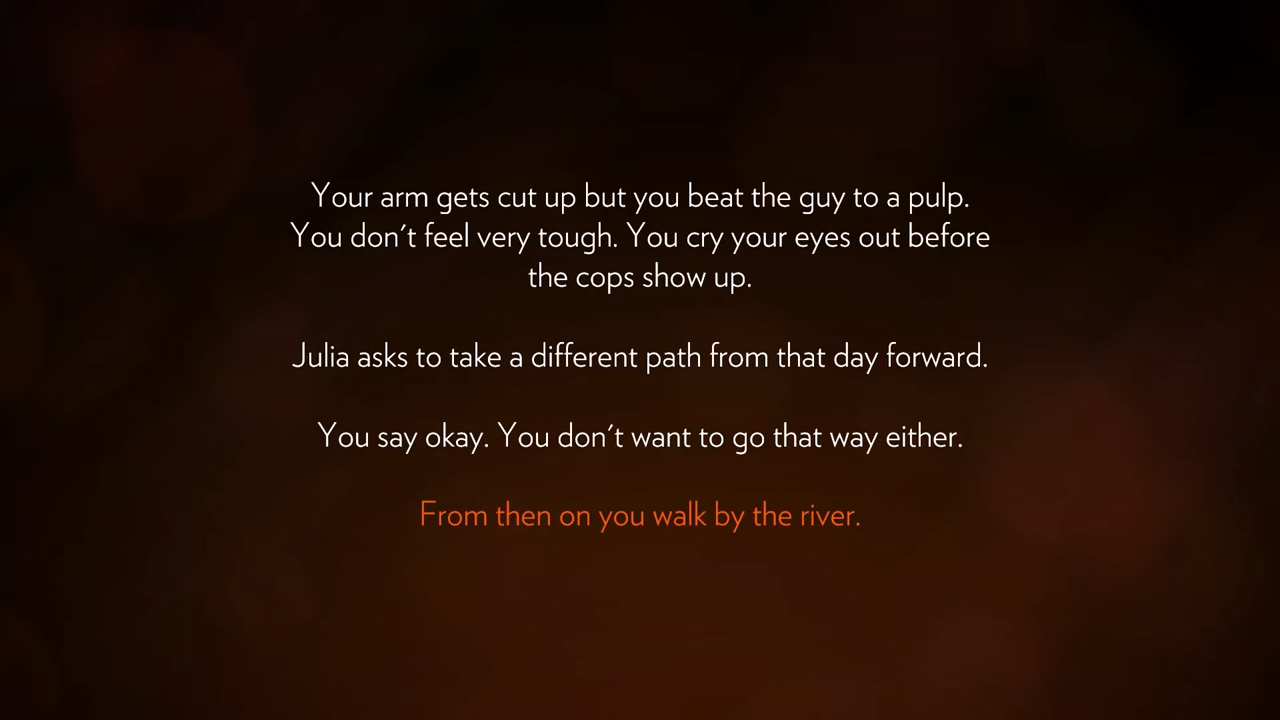 Your arm gets cut up but you beat the guy to a pulp.
You don't feel very tough. You cry your eyes out before
the cops show up.
Julia asks to take a different path from that day forward.
You say okay. You don't want to go that way either.
From then on you walk by the river.